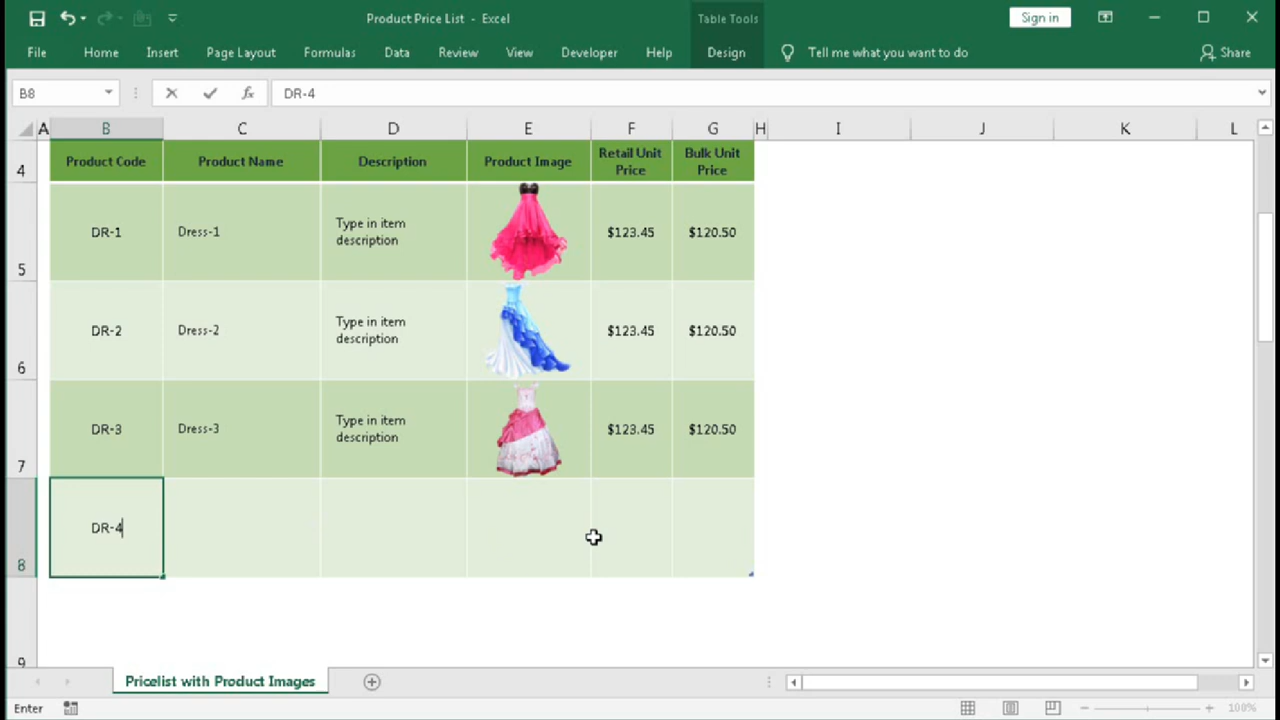 Product Price List - Excel
Table Tools
Sign in
File Home Insert Page Layout Formulas Data Review View Developer Help Design Tell me what you want to do Share
B8 fx DR-4
A B C D E F G H I J K L
4 Product Code Product Name Description Product Image Retail Unit Price Bulk Unit Price
5 DR-1 Dress-1 Type in item description $123.45 $120.50
6 DR-2 Dress-2 Type in item description $123.45 $120.50
7 DR-3 Dress-3 Type in item description $123.45 $120.50
8 DR-4
9
Pricelist with Product Images
Enter 100%